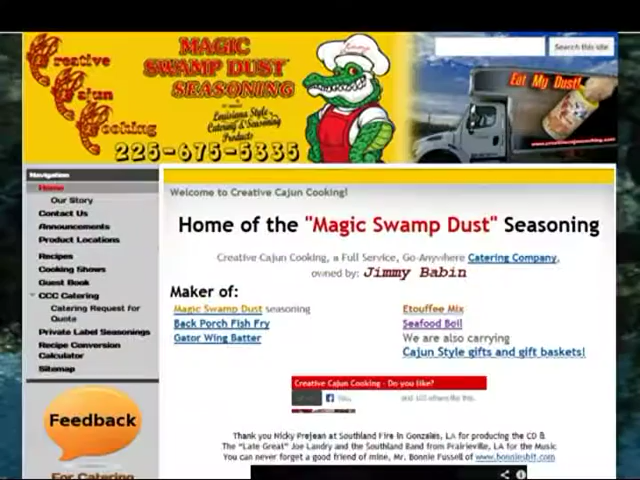 Creative
Cajun
Cooking
MAGIC
SWAMP DUST
SEASONING
Louisiana Style
Catering & Seasoning
Products
225-675-5335
Search this site
Eat My Dust!
Navigation
Home
Our Story
Contact Us
Announcements
Product Locations
Recipes
Cooking Shows
Guest Book
CCC Catering
Catering Request for
Quote
Private Label Seasonings
Recipe Conversion
Calculator
Sitemap
Feedback
For Catering
Welcome to Creative Cajun Cooking!
Home of the "Magic Swamp Dust" Seasoning
Creative Cajun Cooking, a Full Service, Go-Anywhere Catering Company,
owned by: Jimmy Babin
Maker of:
Magic Swamp Dust seasoning
Back Porch Fish Fry
Gator Wing Batter
Etouffee Mix
Seafood Boil
We are also carrying
Cajun Style gifts and gift baskets!
Creative Cajun Cooking - Do you like?
Thank you Nicky Prejean at Southland Fire in Gonzales, LA for producing the CD &
The "Late Great" Joe Landry and the Southland Band from Prairieville, LA for the Music
You can never forget a good friend of mine, Mr. Bonnie Fussell of www.bonniesbit.com